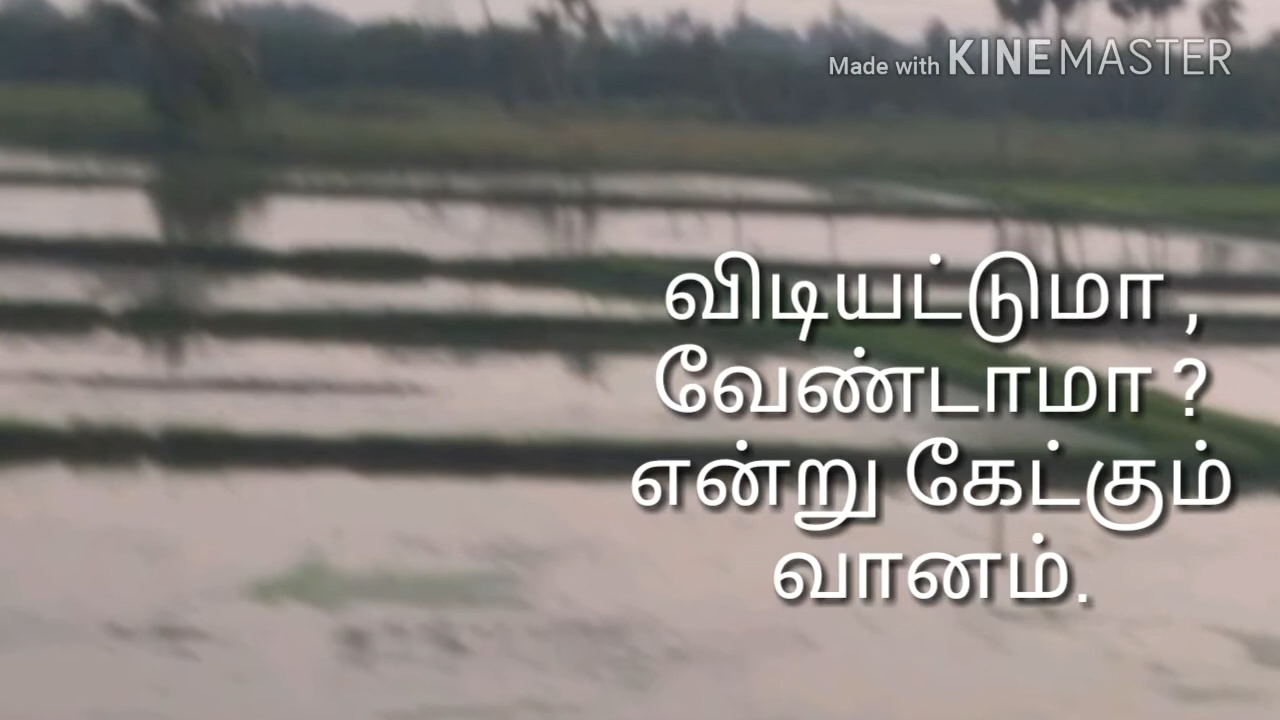 Made with KINEMASTER
விடியட்டுமா ,
வேண்டாமா ?
என்று கேட்கும்
வானம்.